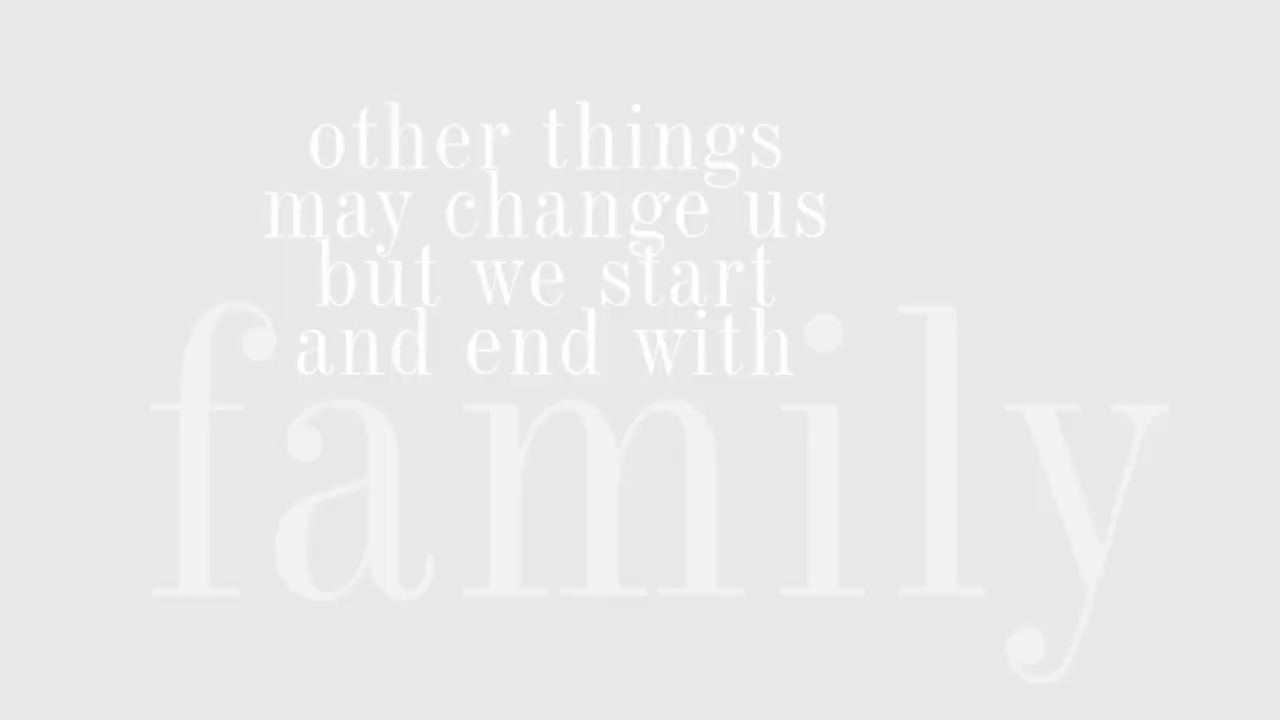 other things
may change us
but we start
and end with
family